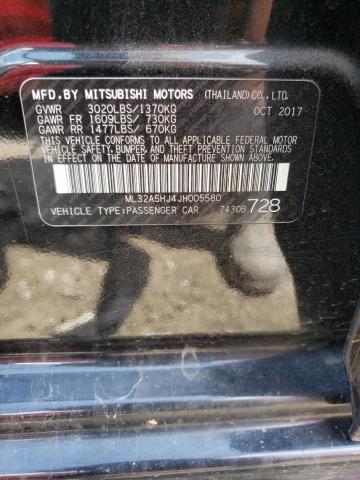 MFD.BY MITSUBISHI MOTORS (THAILAND) CO., LTD.
GVWR 3020LBS/1370KG OCT 2017
GAWR FR 1609LBS/ 730KG
GAWR RR 1477LBS/ 670KG
THIS VEHICLE CONFORMS TO ALL APPLICABLE FEDERAL MOTOR
VEHICLE SAFETY, BUMPER, AND THEFT PREVENTION STANDARDS
IN EFFECT ON THE DATE OF MANUFACTURE SHOWN ABOVE.
ML32A5HJ4JH005580
VEHICLE TYPE:PASSENGER CAR 7430B 728